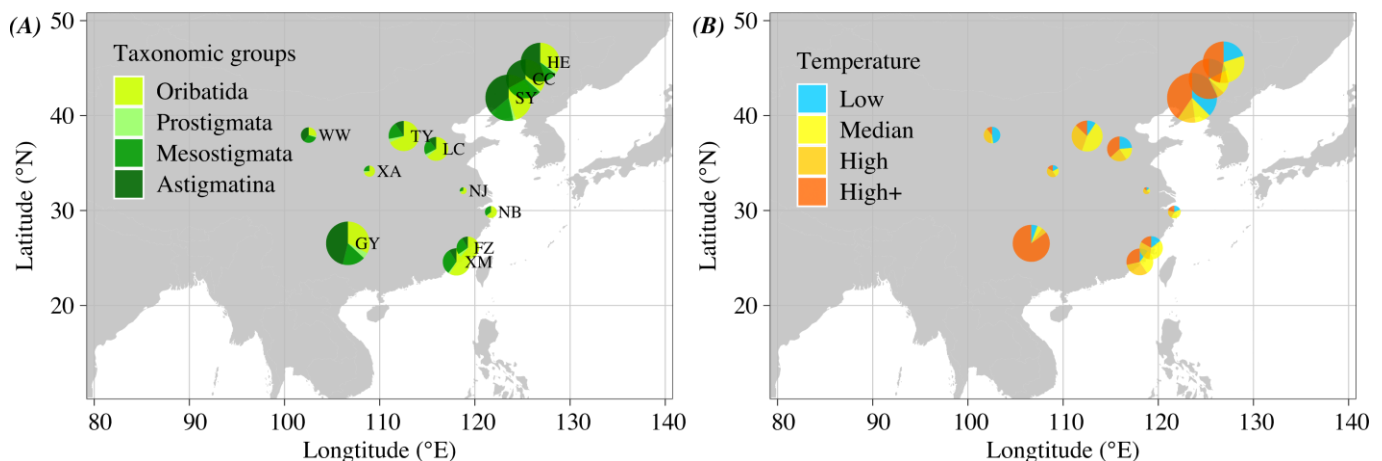 (A)
Taxonomic groups
Oribatida
Prostigmata
Mesostigmata
Astigmatina
HE
CC
SY
WW
TY
LC
XA
NJ
NB
GY
FZ
XM
50
40
30
20
Latitude (°N)
80 90 100 110 120 130 140
Longtitude (°E)
(B)
Temperature
Low
Median
High
High+
50
40
30
20
Latitude (°N)
80 90 100 110 120 130 140
Longtitude (°E)